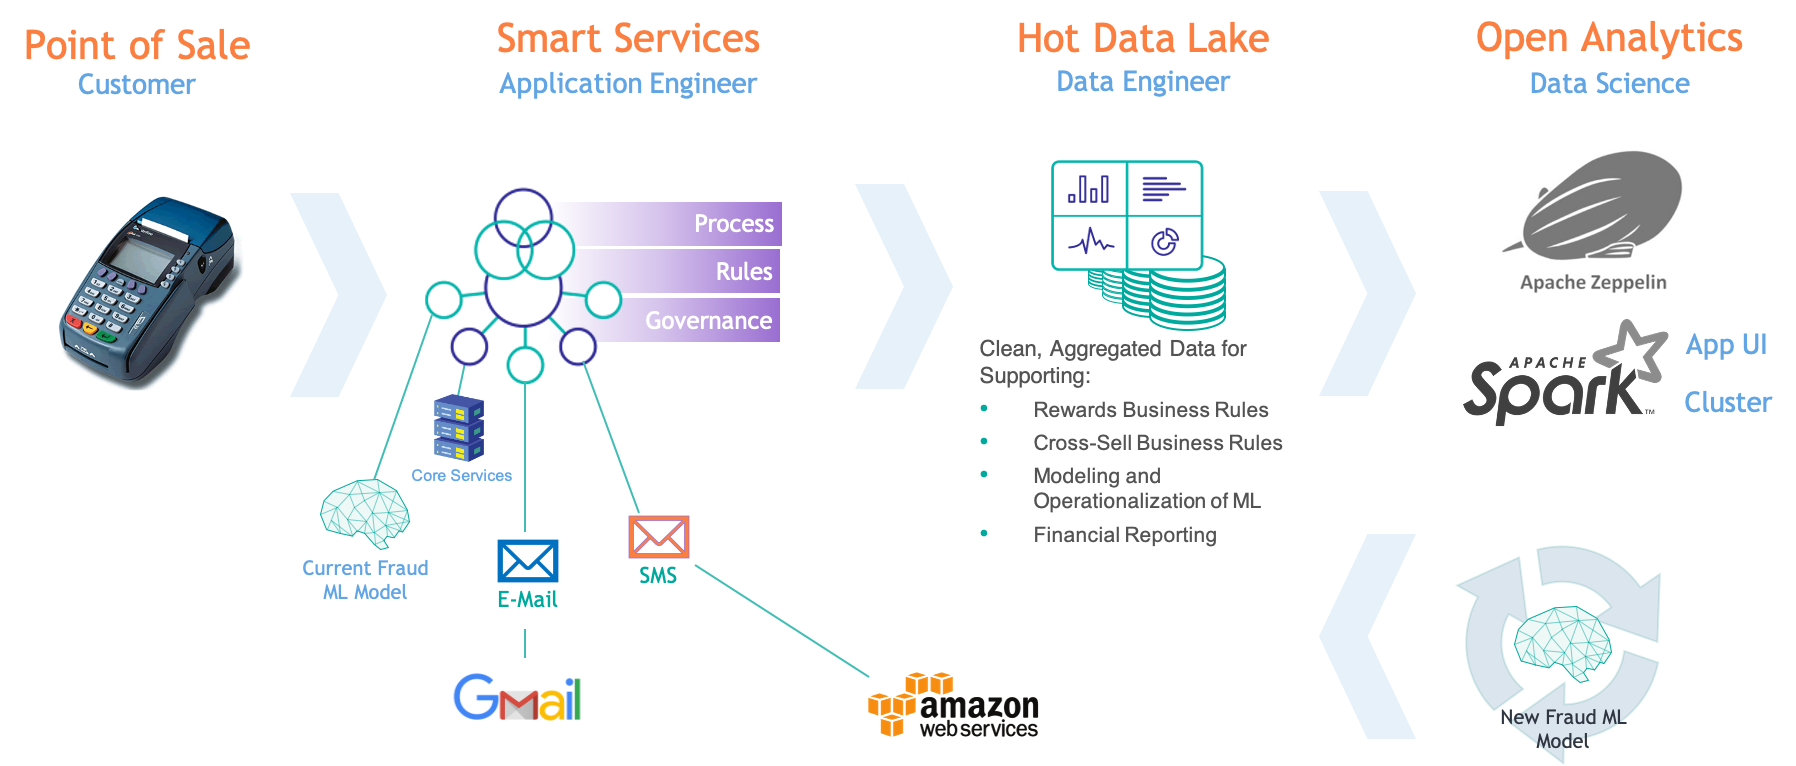 Point of Sale
Customer
Smart Services
Application Engineer
Process
Rules
Governance
Core Services
Current Fraud
ML Model
E-Mail
SMS
Gmail
amazon
web services
Hot Data Lake
Data Engineer
Clean, Aggregated Data for
Supporting:
• Rewards Business Rules
• Cross-Sell Business Rules
• Modeling and
Operationalization of ML
• Financial Reporting
Open Analytics
Data Science
Apache Zeppelin
APACHE
Spark™
App UI
Cluster
New Fraud ML
Model